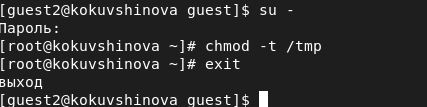 [guest2@kokuvshinova guest]$ su -
Пароль:
[root@kokuvshinova ~]# chmod -t /tmp
[root@kokuvshinova ~]# exit
выход
[guest2@kokuvshinova guest]$